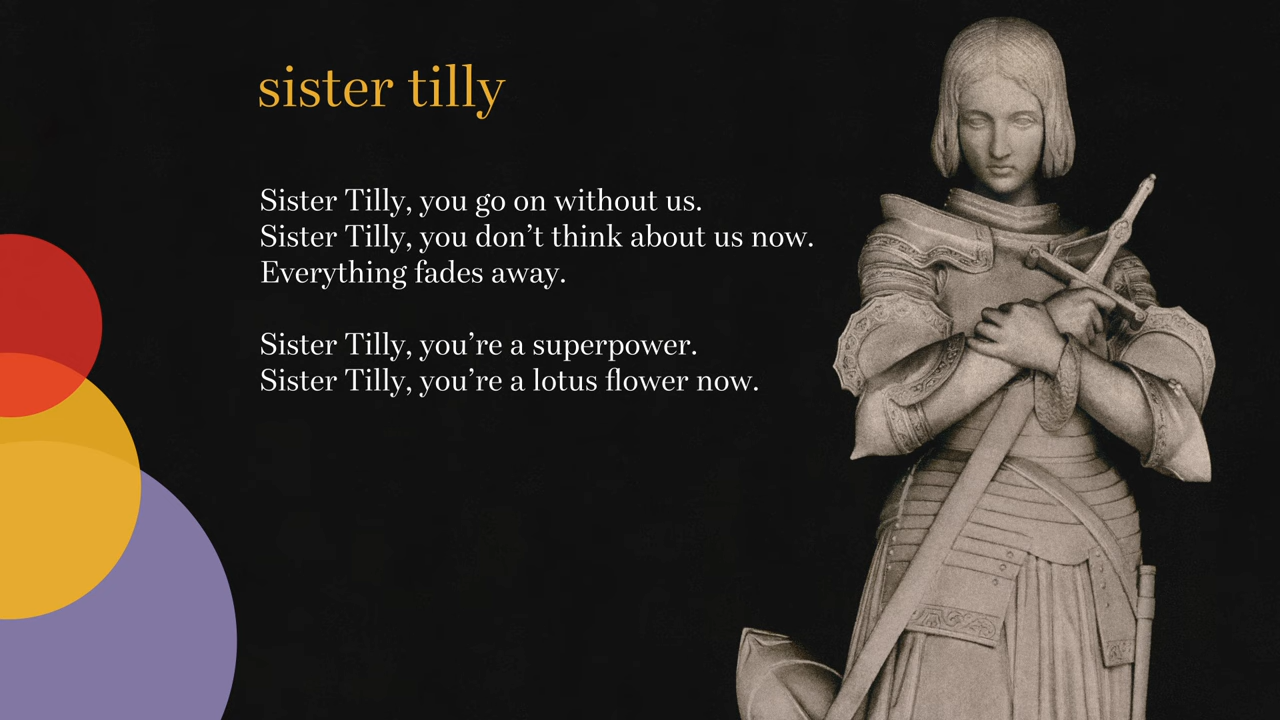 sister tilly
Sister Tilly, you go on without us.
Sister Tilly, you don’t think about us now.
Everything fades away.
Sister Tilly, you’re a superpower.
Sister Tilly, you’re a lotus flower now.